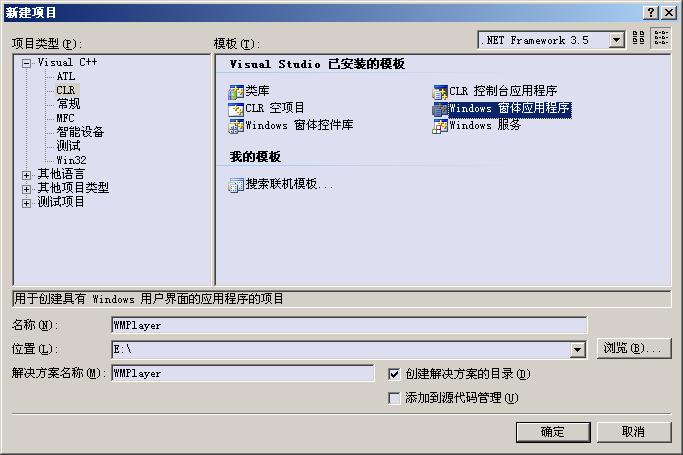 新建项目
项目类型(P):
模板(T):
.NET Framework 3.5
Visual C++
ATL
CLR
常规
MFC
智能设备
测试
Win32
其他语言
其他项目类型
测试项目
Visual Studio 已安装的模板
类库
CLR 控制台应用程序
CLR 空项目
Windows 窗体应用程序
Windows 窗体控件库
Windows 服务
我的模板
搜索联机模板...
用于创建具有 Windows 用户界面的应用程序的项目
名称(N):
WMPlayer
位置(L):
E:\
浏览(B)...
解决方案名称(M):
WMPlayer
创建解决方案的目录(D)
添加到源代码管理(U)
确定
取消